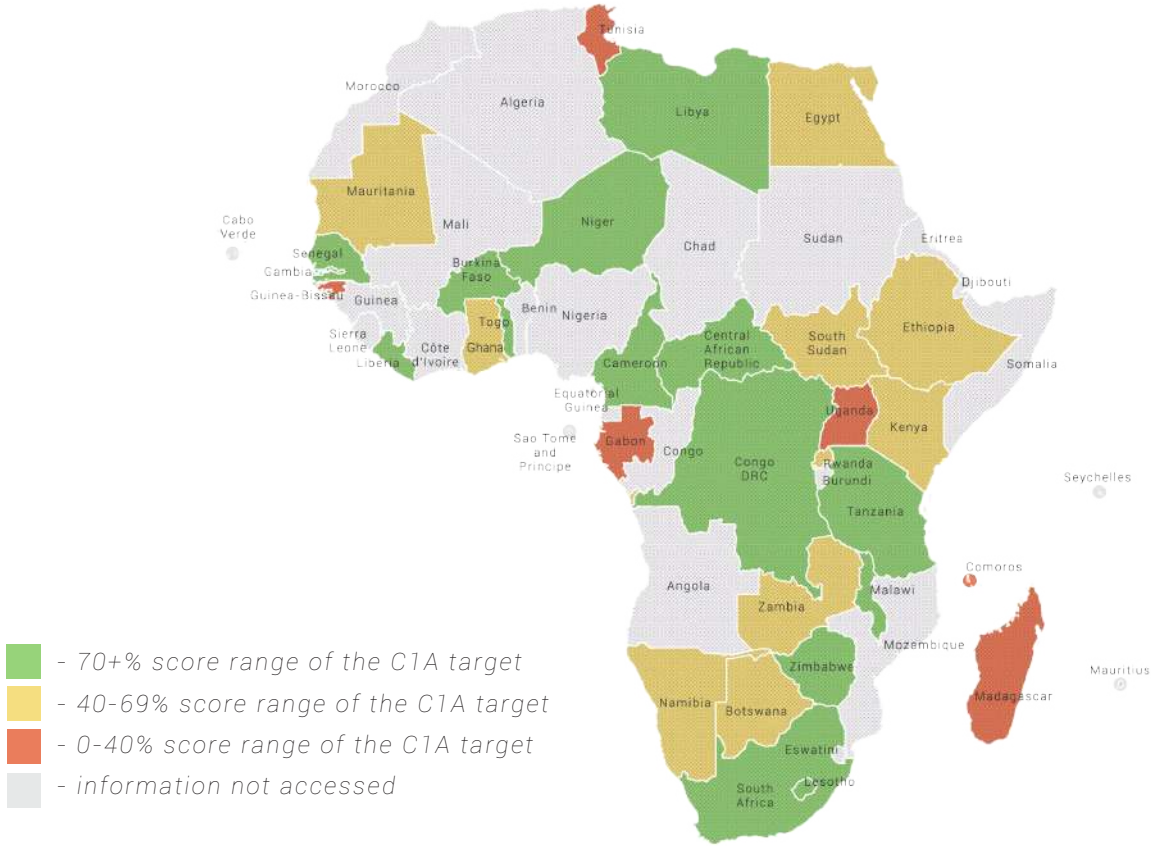 Tunisia
Morocco
Algeria
Libya
Egypt
Mauritania
Mali
Niger
Cabo
Verde
Chad
Sudan
Eritrea
Senegal
Gambia
Burkina
Faso
Guinea-Bissau
Guinea
Djibouti
Benin
Nigeria
Togo
Ghana
Sierra
Leone
Liberia
Côte
d'Ivoire
Central
African
Republic
South
Sudan
Ethiopia
Somalia
Cameroon
Equatorial
Guinea
Uganda
Kenya
Sao Tome
and
Principe
Gabon
Congo
Congo
DRC
Rwanda
Burundi
Seychelles
Tanzania
Comoros
Angola
Malawi
Zambia
Mozambique
Zimbabwe
Mauritius
Madagascar
Namibia
Botswana
Eswatini
Lesotho
South
Africa
- 70+% score range of the C1A target
- 40-69% score range of the C1A target
- 0-40% score range of the C1A target
- information not accessed